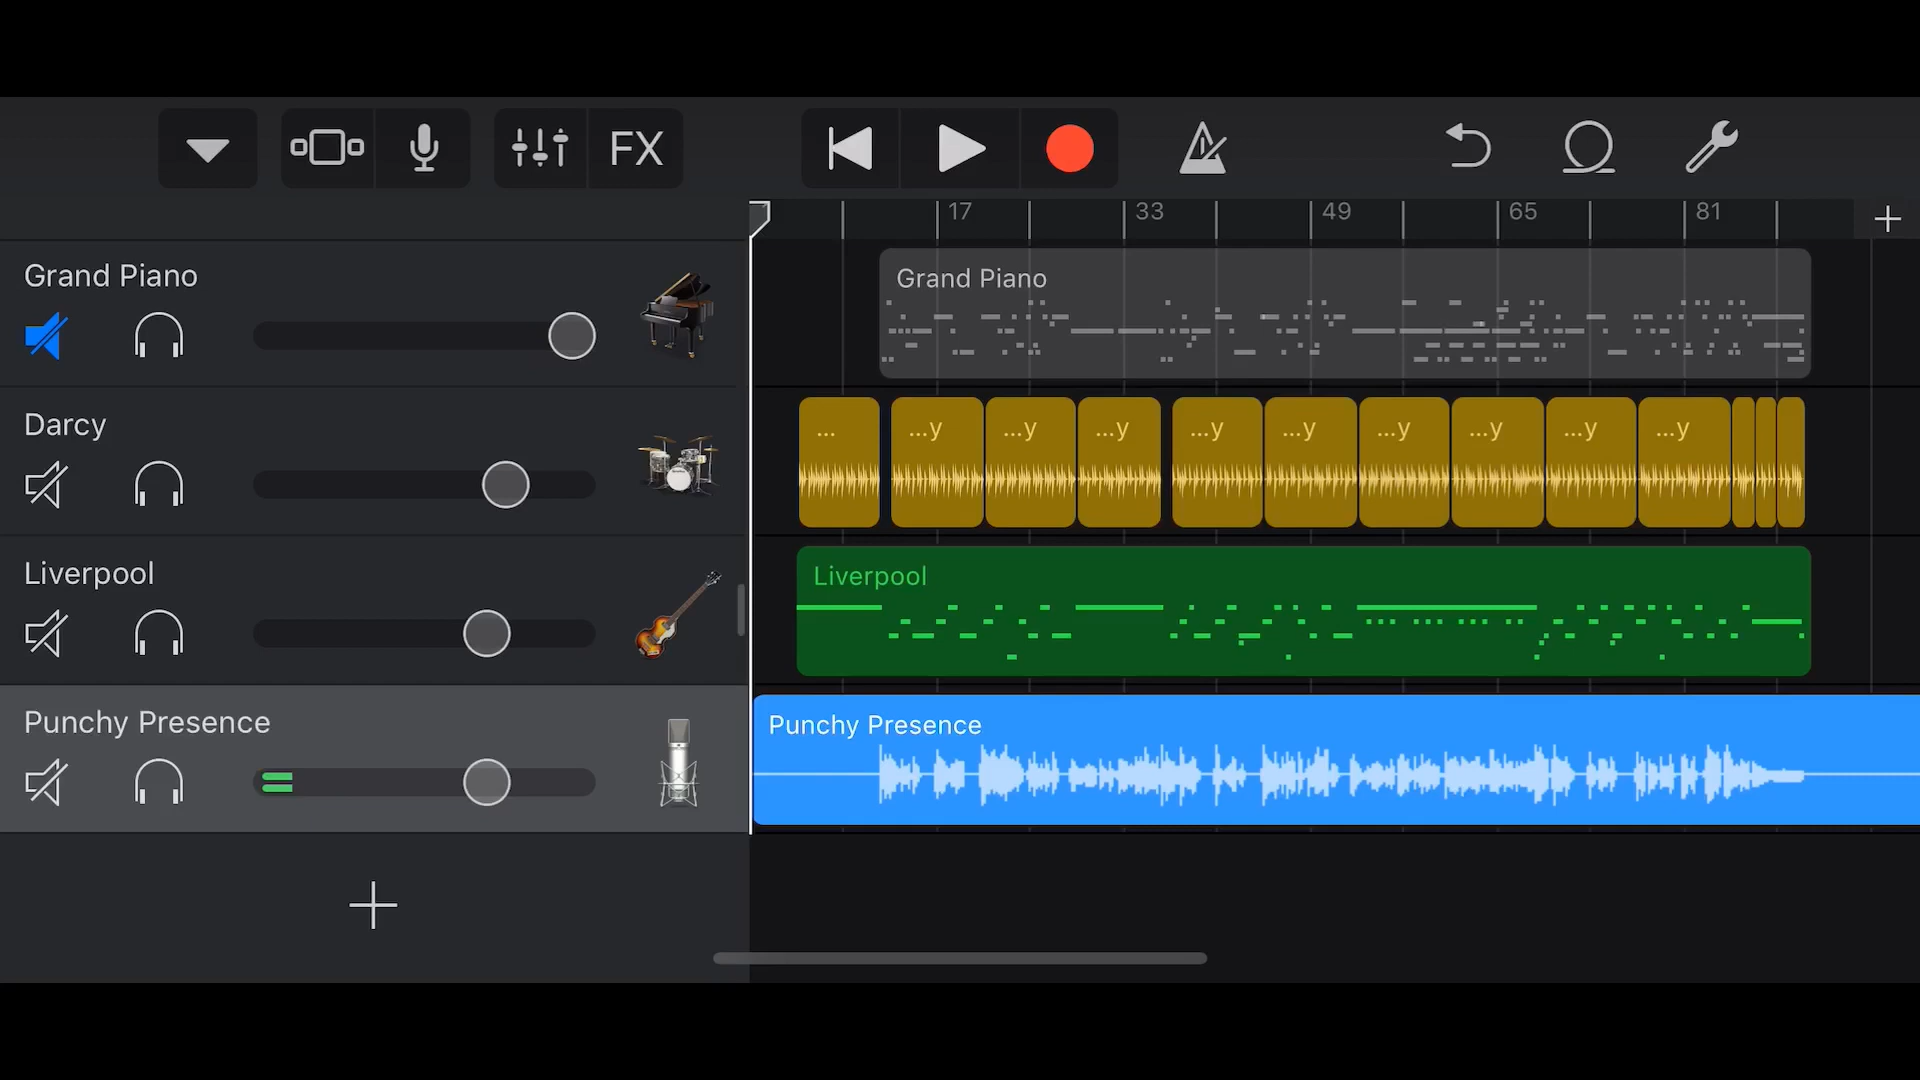 FX
17 33 49 65 81
Grand Piano
Grand Piano
Darcy
... ...y ...y ...y ...y ...y ...y ...y ...y ...y
Liverpool
Liverpool
Punchy Presence
Punchy Presence